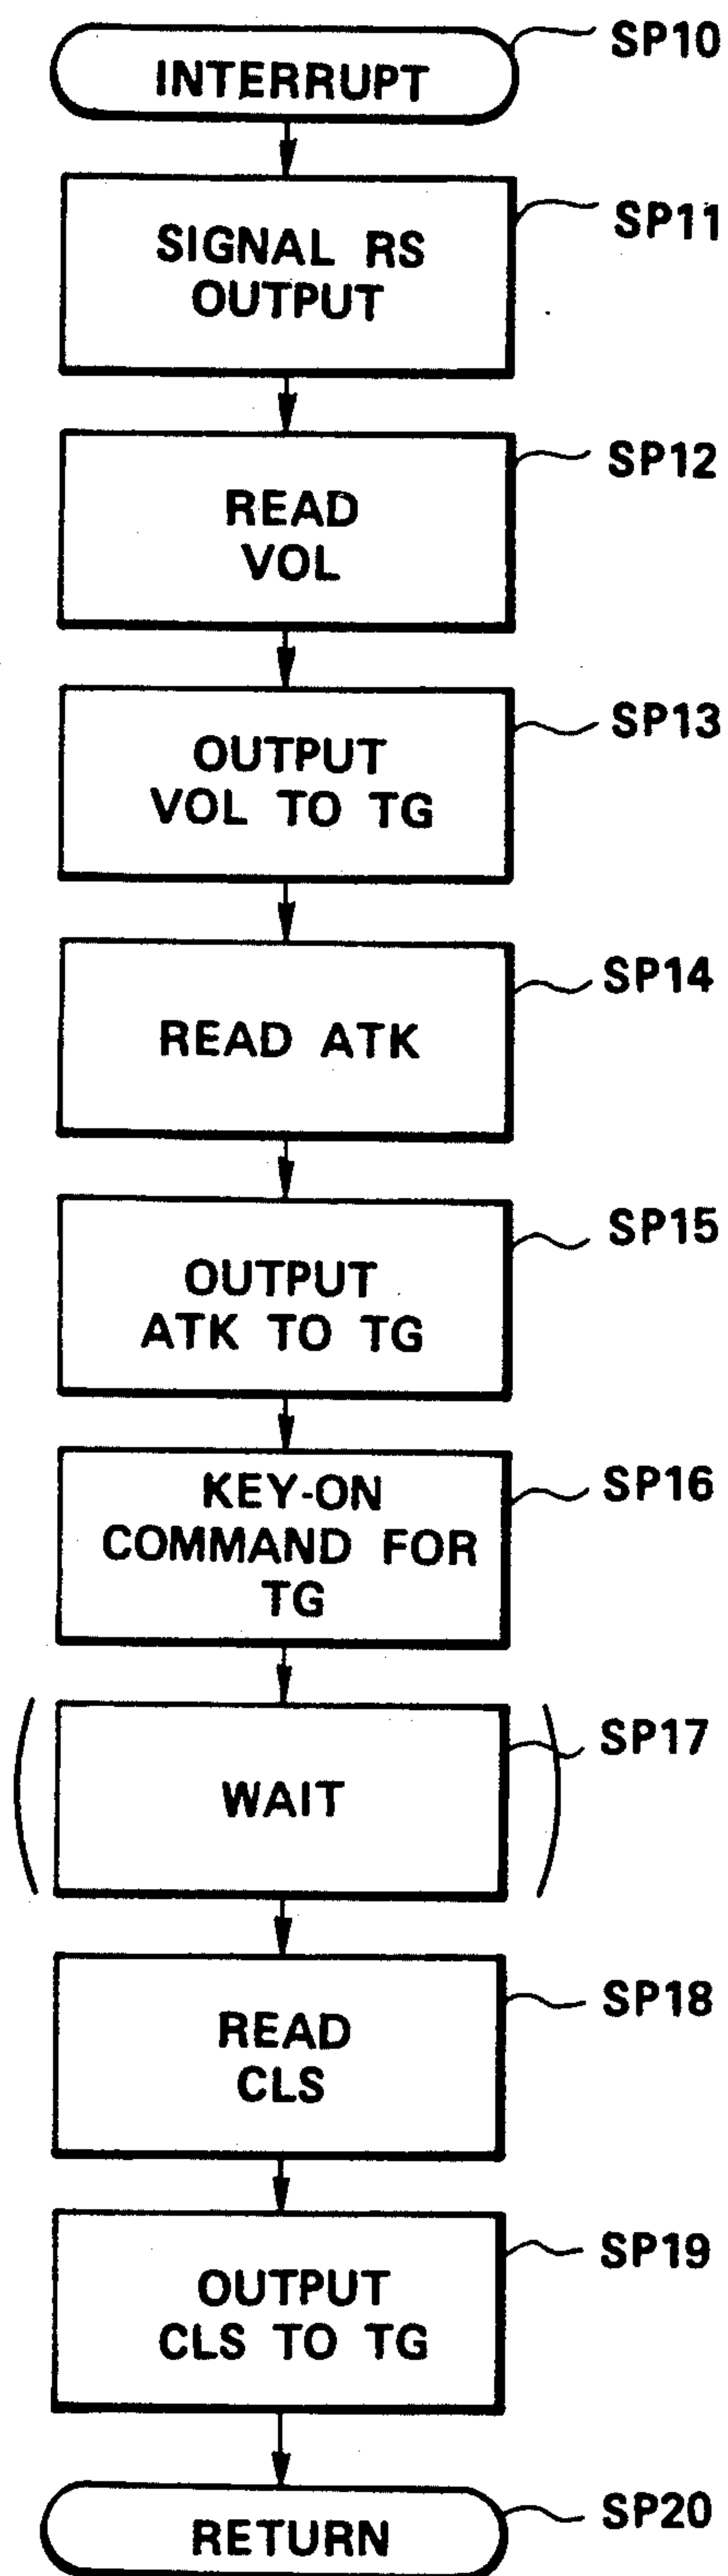 SP10
INTERRUPT
SP11
SIGNAL RS
OUTPUT
SP12
READ
VOL
SP13
OUTPUT
VOL TO TG
SP14
READ ATK
SP15
OUTPUT
ATK TO TG
SP16
KEY-ON
COMMAND FOR
TG
SP17
WAIT
SP18
READ
CLS
SP19
OUTPUT
CLS TO TG
SP20
RETURN